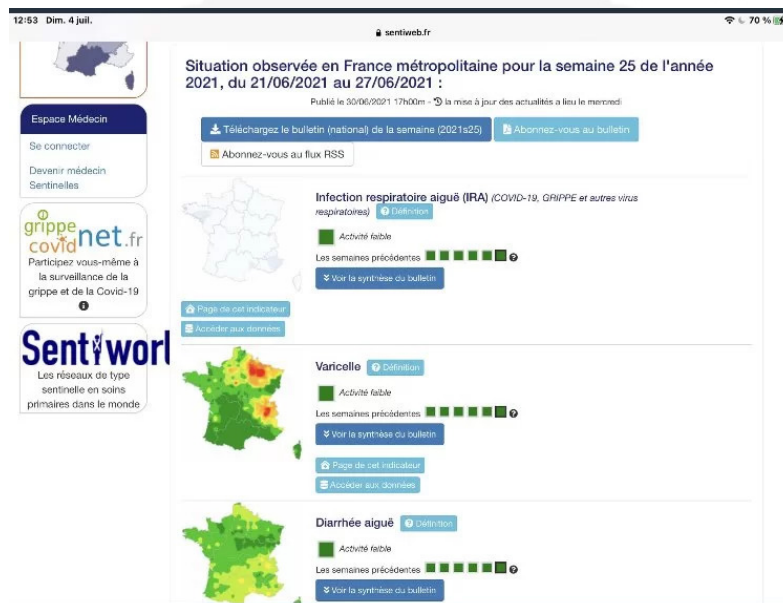 12:53 Dim. 4 juil.
sentiweb.fr
70 %
Espace Médecin
Se connecter
Devenir médecin
Sentinelles
grippe
covid net.fr
Participez vous-même à
la surveillance de la
grippe et de la Covid-19
Sentiworl
Les réseaux de type
sentinelle en soins
primaires dans le monde
Situation observée en France métropolitaine pour la semaine 25 de l'année
2021, du 21/06/2021 au 27/06/2021 :
Publié le 30/06/2021 17h00m - la mise à jour des actualités a lieu le mercredi
Téléchargez le bulletin (national) de la semaine (2021s25)
Abonnez-vous au bulletin
Abonnez-vous au flux RSS
Infection respiratoire aiguë (IRA) (COVID-19, GRIPPE et autres virus
respiratoires) Définition
Activité faible
Les semaines précédentes
Voir la synthèse du bulletin
Page de cet indicateur
Accéder aux données
Varicelle Définition
Activité faible
Les semaines précédentes
Voir la synthèse du bulletin
Page de cet indicateur
Accéder aux données
Diarrhée aiguë Définition
Activité faible
Les semaines précédentes
Voir la synthèse du bulletin